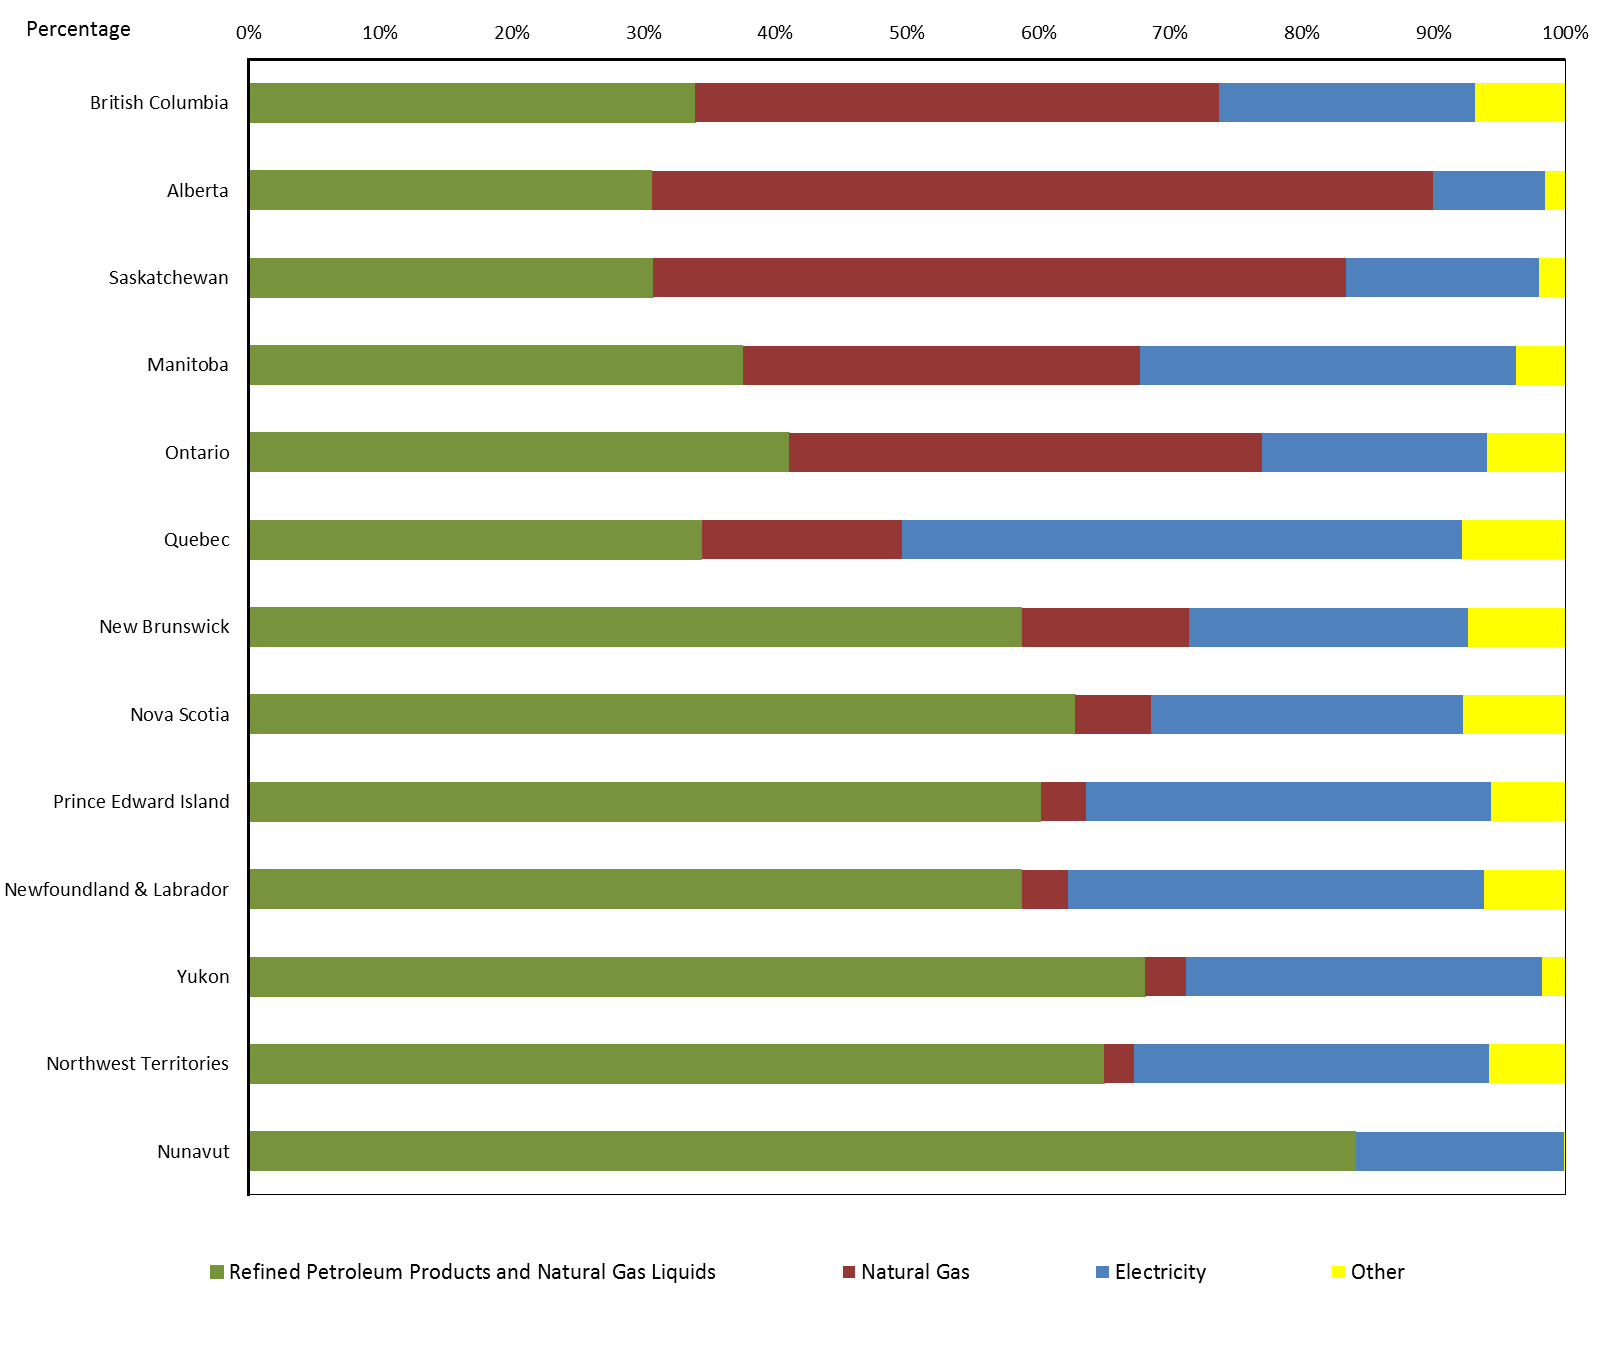 Percentage
0% 10% 20% 30% 40% 50% 60% 70% 80% 90% 100%
British Columbia
Alberta
Saskatchewan
Manitoba
Ontario
Quebec
New Brunswick
Nova Scotia
Prince Edward Island
Newfoundland & Labrador
Yukon
Northwest Territories
Nunavut
Refined Petroleum Products and Natural Gas Liquids Natural Gas Electricity Other